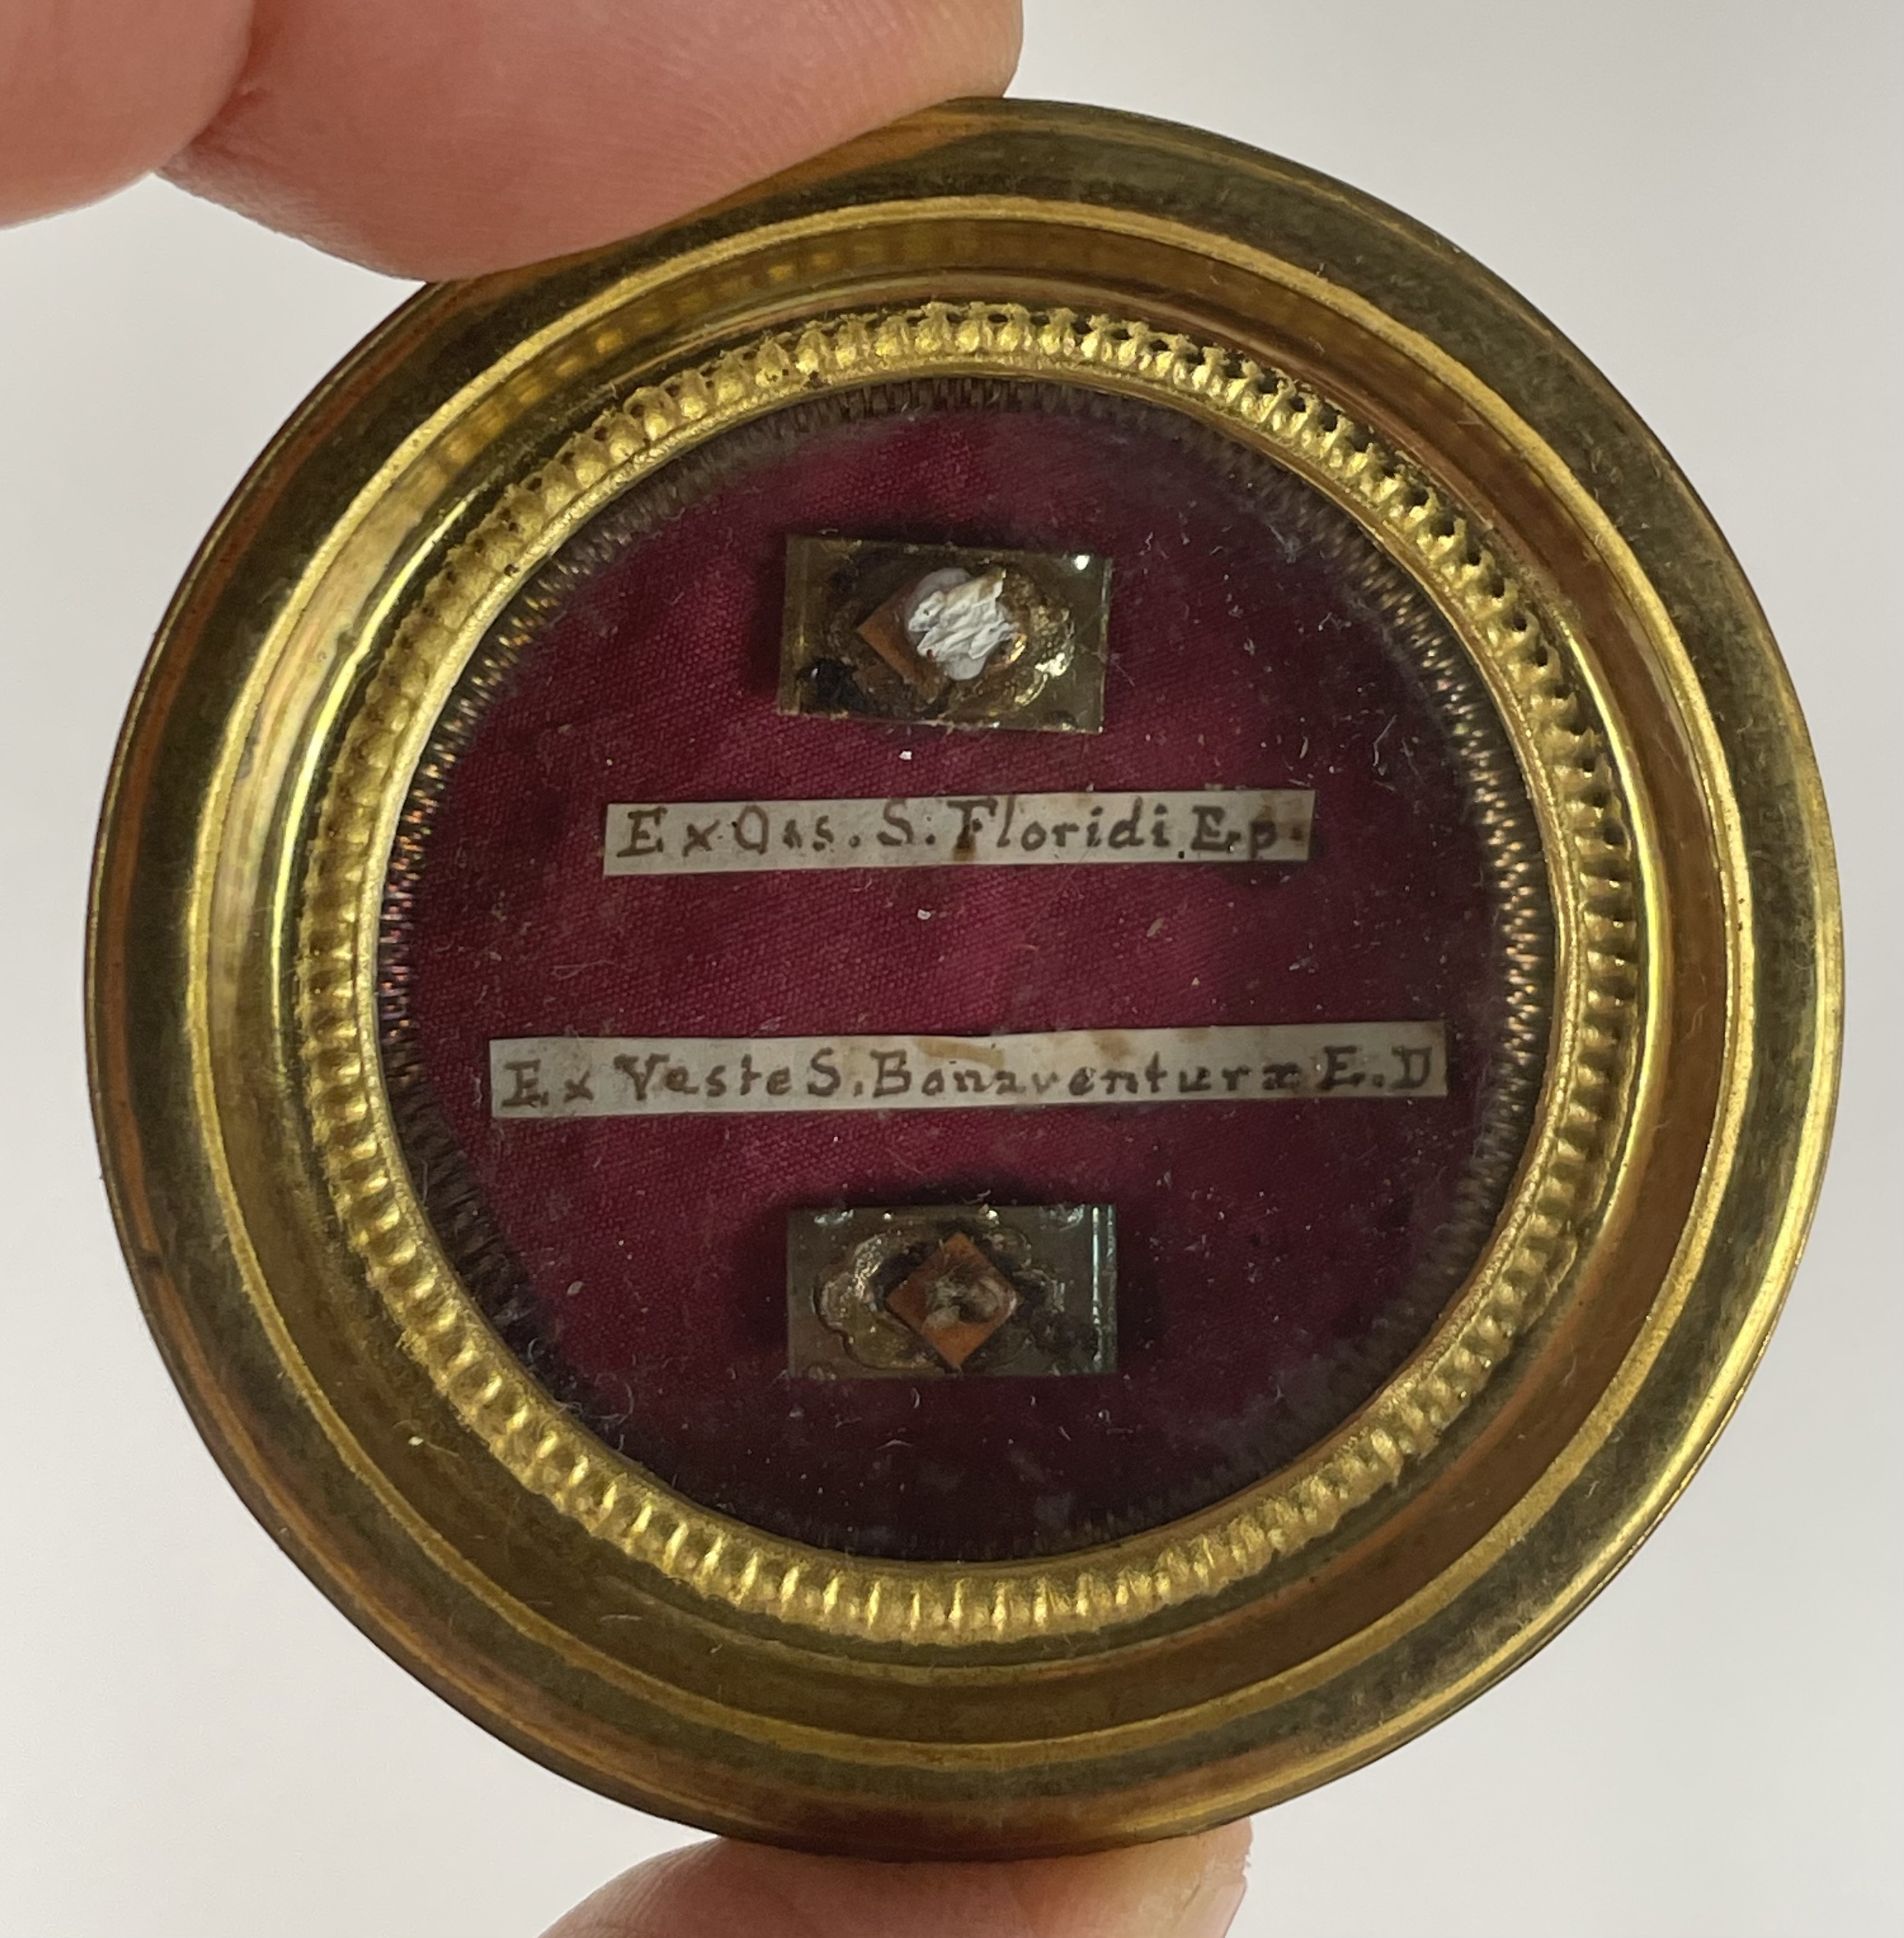 Ex Oss. S. Floridi Ep.
Ex Veste S. Bonaventuræ E. D